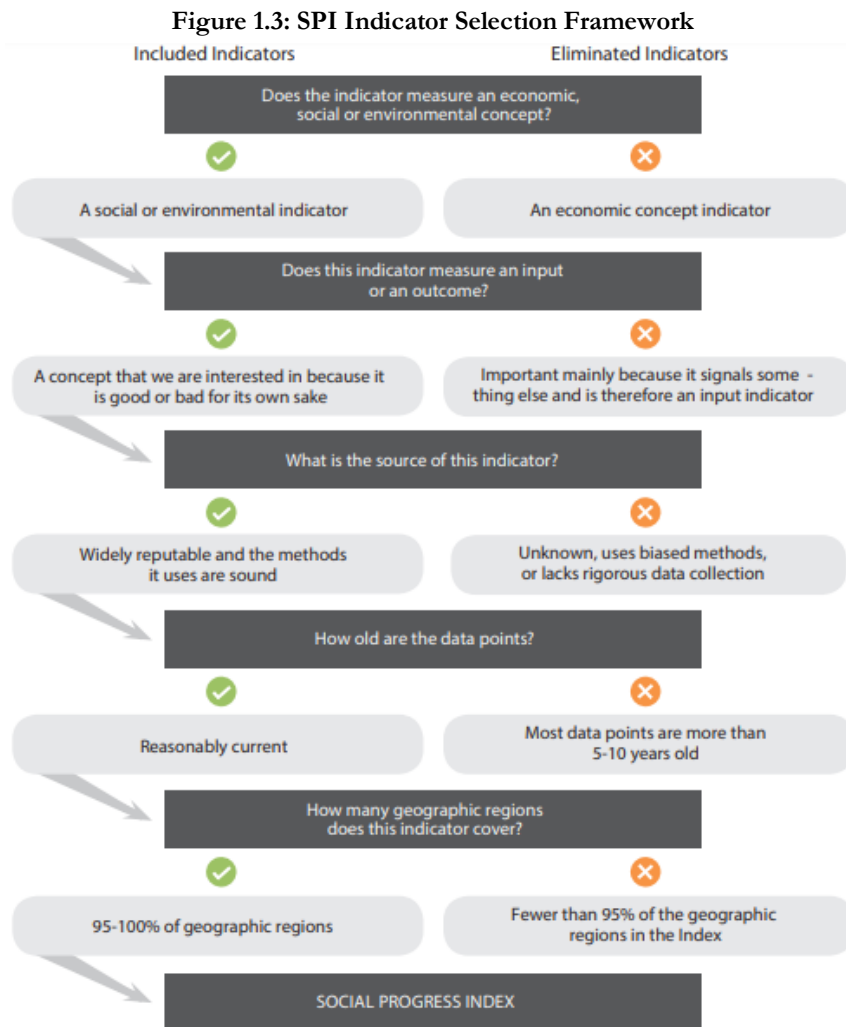 Figure 1.3: SPI Indicator Selection Framework
Included Indicators
Eliminated Indicators
Does the indicator measure an economic,
social or environmental concept?
A social or environmental indicator
An economic concept indicator
Does this indicator measure an input
or an outcome?
A concept that we are interested in because it
is good or bad for its own sake
Important mainly because it signals some -
thing else and is therefore an input indicator
What is the source of this indicator?
Widely reputable and the methods
it uses are sound
Unknown, uses biased methods,
or lacks rigorous data collection
How old are the data points?
Reasonably current
Most data points are more than
5-10 years old
How many geographic regions
does this indicator cover?
95-100% of geographic regions
Fewer than 95% of the geographic
regions in the Index
SOCIAL PROGRESS INDEX